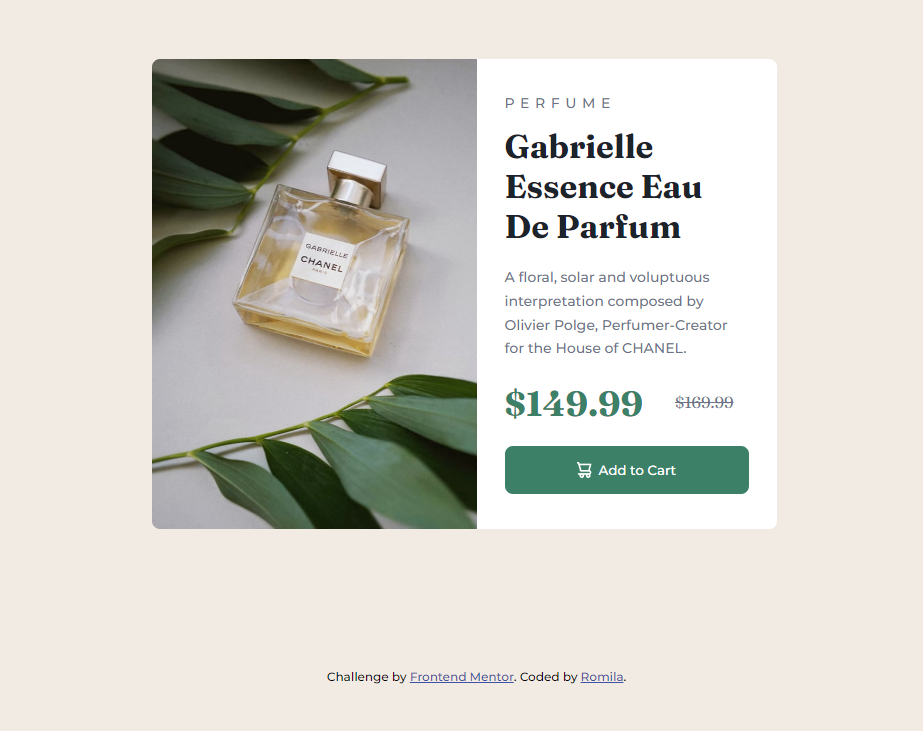 GABRIELLE
CHANEL
PARIS
PERFUME
Gabrielle
Essence Eau
De Parfum
A floral, solar and voluptuous
interpretation composed by
Olivier Polge, Perfumer-Creator
for the House of CHANEL.
$149.99 $169.99
Add to Cart
Challenge by Frontend Mentor. Coded by Romila.